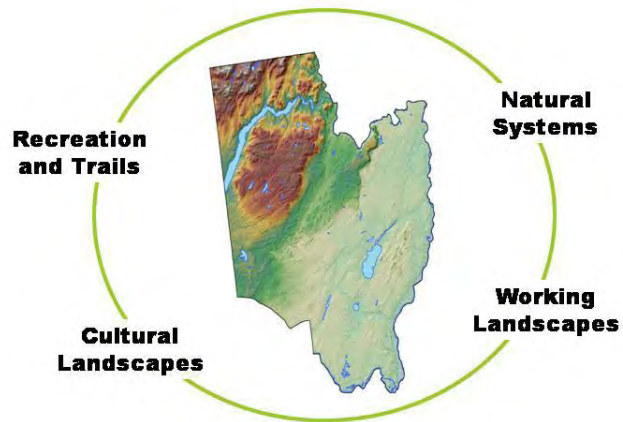 Natural
Systems
Recreation
and Trails
Working
Landscapes
Cultural
Landscapes